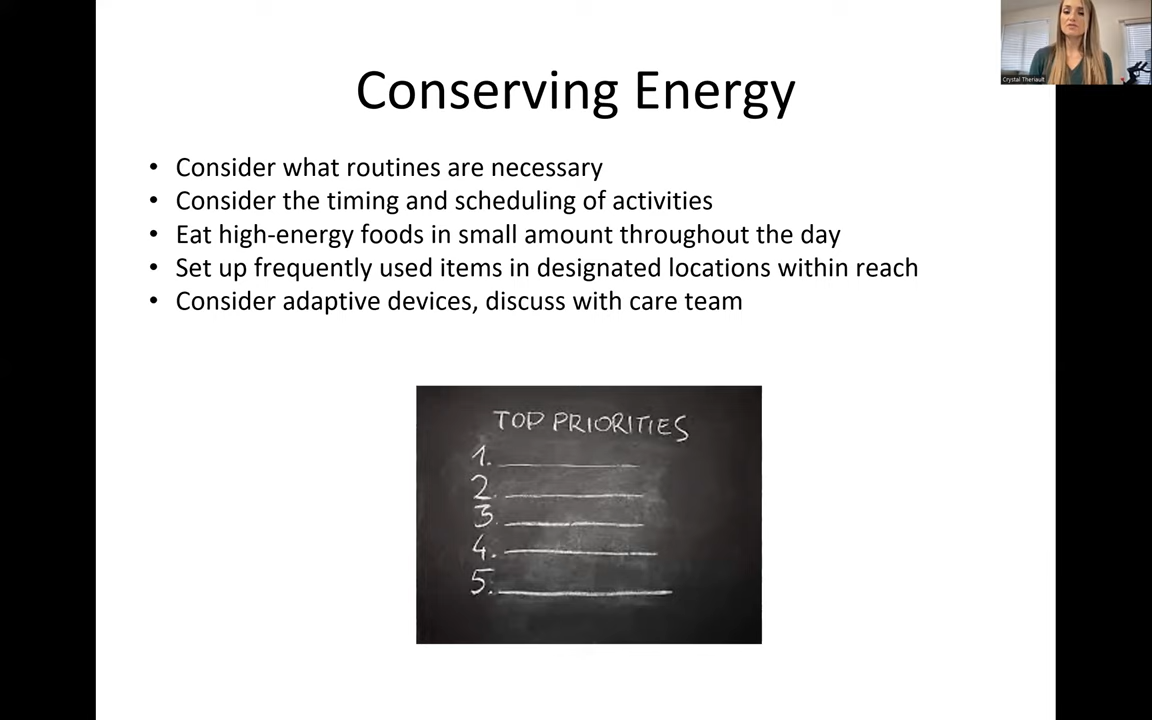 Crystal Theriault
Conserving Energy
• Consider what routines are necessary
• Consider the timing and scheduling of activities
• Eat high-energy foods in small amount throughout the day
• Set up frequently used items in designated locations within reach
• Consider adaptive devices, discuss with care team
TOP PRIORITIES
1.
2.
3.
4.
5.